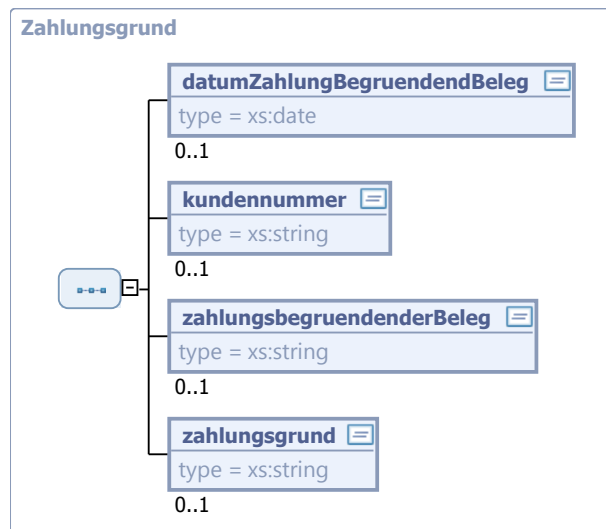 Zahlungsgrund
datumZahlungBegruendendBeleg
type = xs:date
0..1
kundennummer
type = xs:string
0..1
zahlungsbegruendenderBeleg
type = xs:string
0..1
zahlungsgrund
type = xs:string
0..1